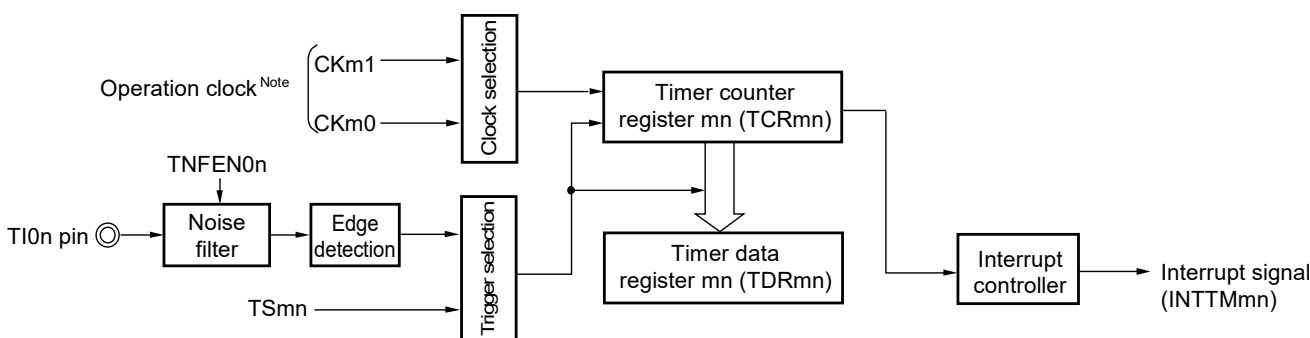 CKm1
Operation clock Note
CKm0
Clock selection
Timer counter
register mn (TCRmn)
TNFEN0n
TI0n pin
Noise
filter
Edge
detection
Trigger selection
TSmn
Timer data
register mn (TDRmn)
Interrupt
controller
Interrupt signal
(INTTMmn)